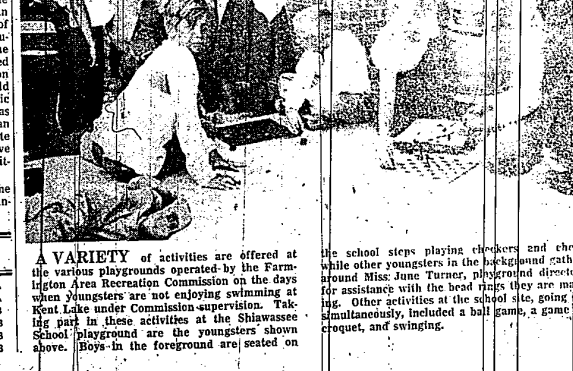 A VARIETY of activities are offered at
the various playgrounds operated by the Farm-
ington Area Recreation Commission on the days
when youngsters are not enjoying swimming at
Kent Lake under Commission supervision. Tak-
ing part in these activities at the Shiawassee
School playground are the youngsters shown
above. Boys in the foreground are seated on
the school steps playing checkers and che
while other youngsters in the background gath
around Miss June Turner, playground direct
for assistance with the bead rings they are ma
ing. Other activities at the school site, going
simultaneously, included a ball game, a game
croquet, and swinging.